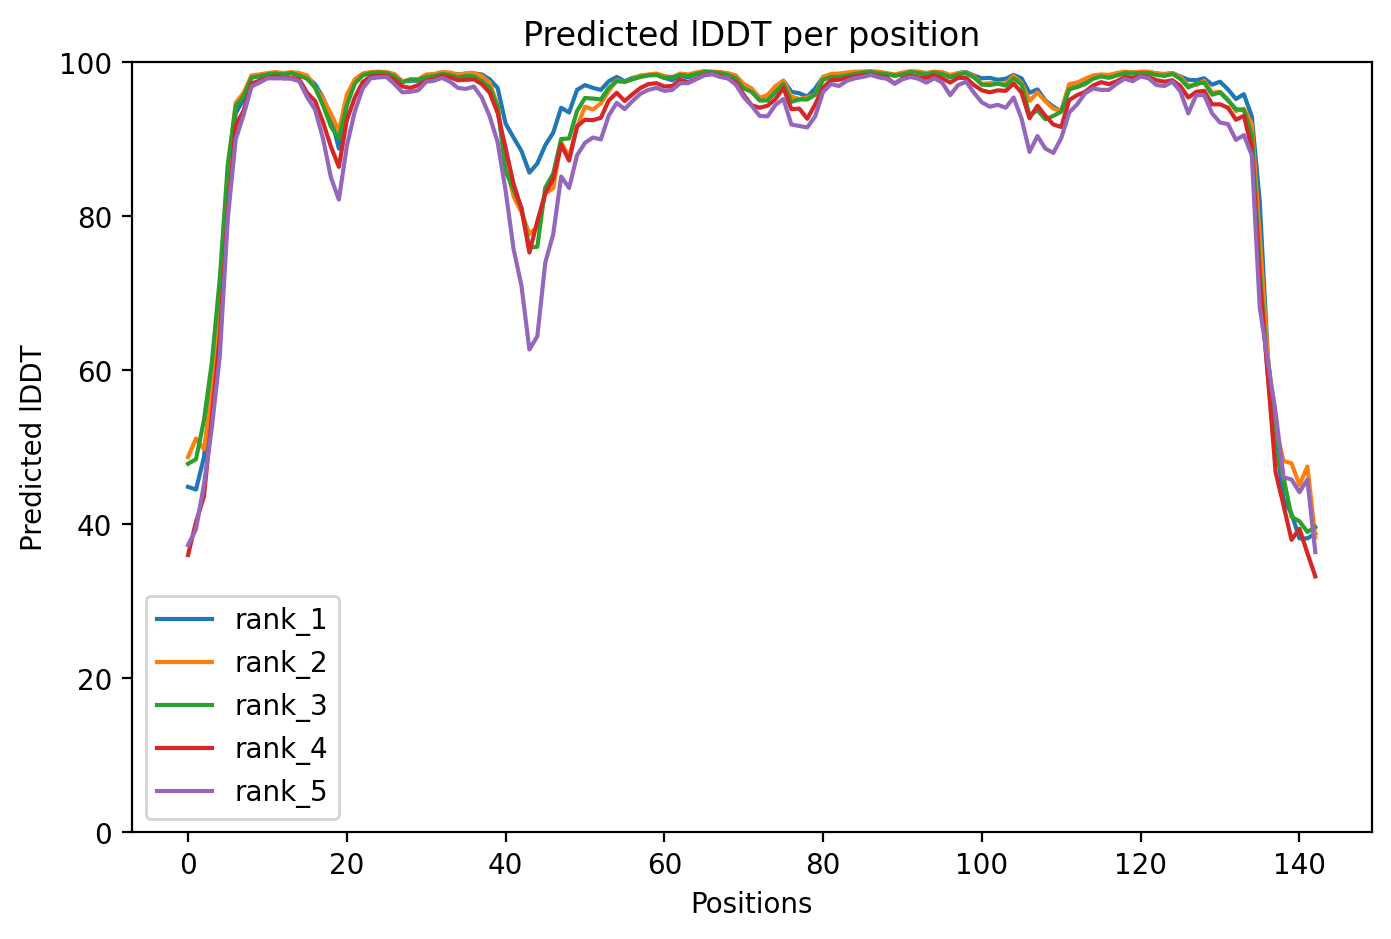 Predicted lDDT per position
100
80
60
40
20
0
Predicted lDDT
rank_1
rank_2
rank_3
rank_4
rank_5
0 20 40 60 80 100 120 140
Positions